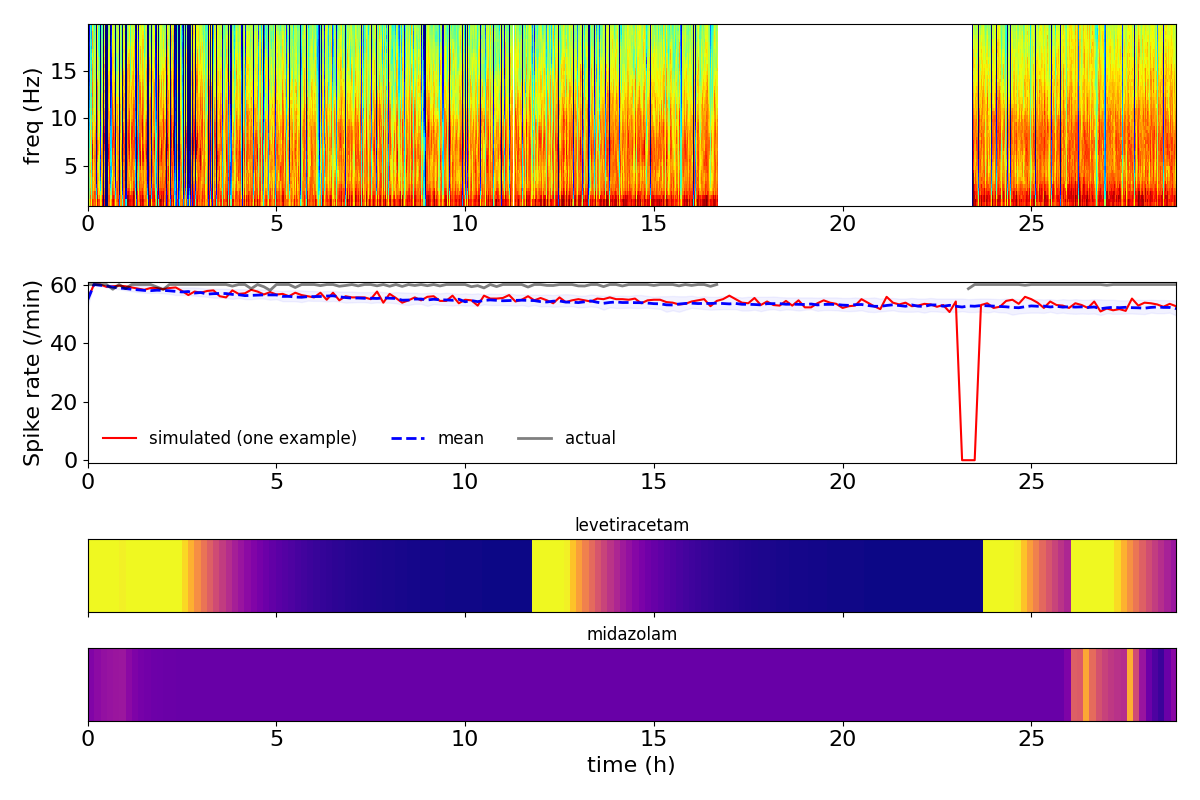 freq (Hz)
15
10
5
0 5 10 15 20 25
Spike rate (/min)
60
40
20
0
simulated (one example) mean actual
0 5 10 15 20 25
levetiracetam
midazolam
0 5 10 15 20 25
time (h)